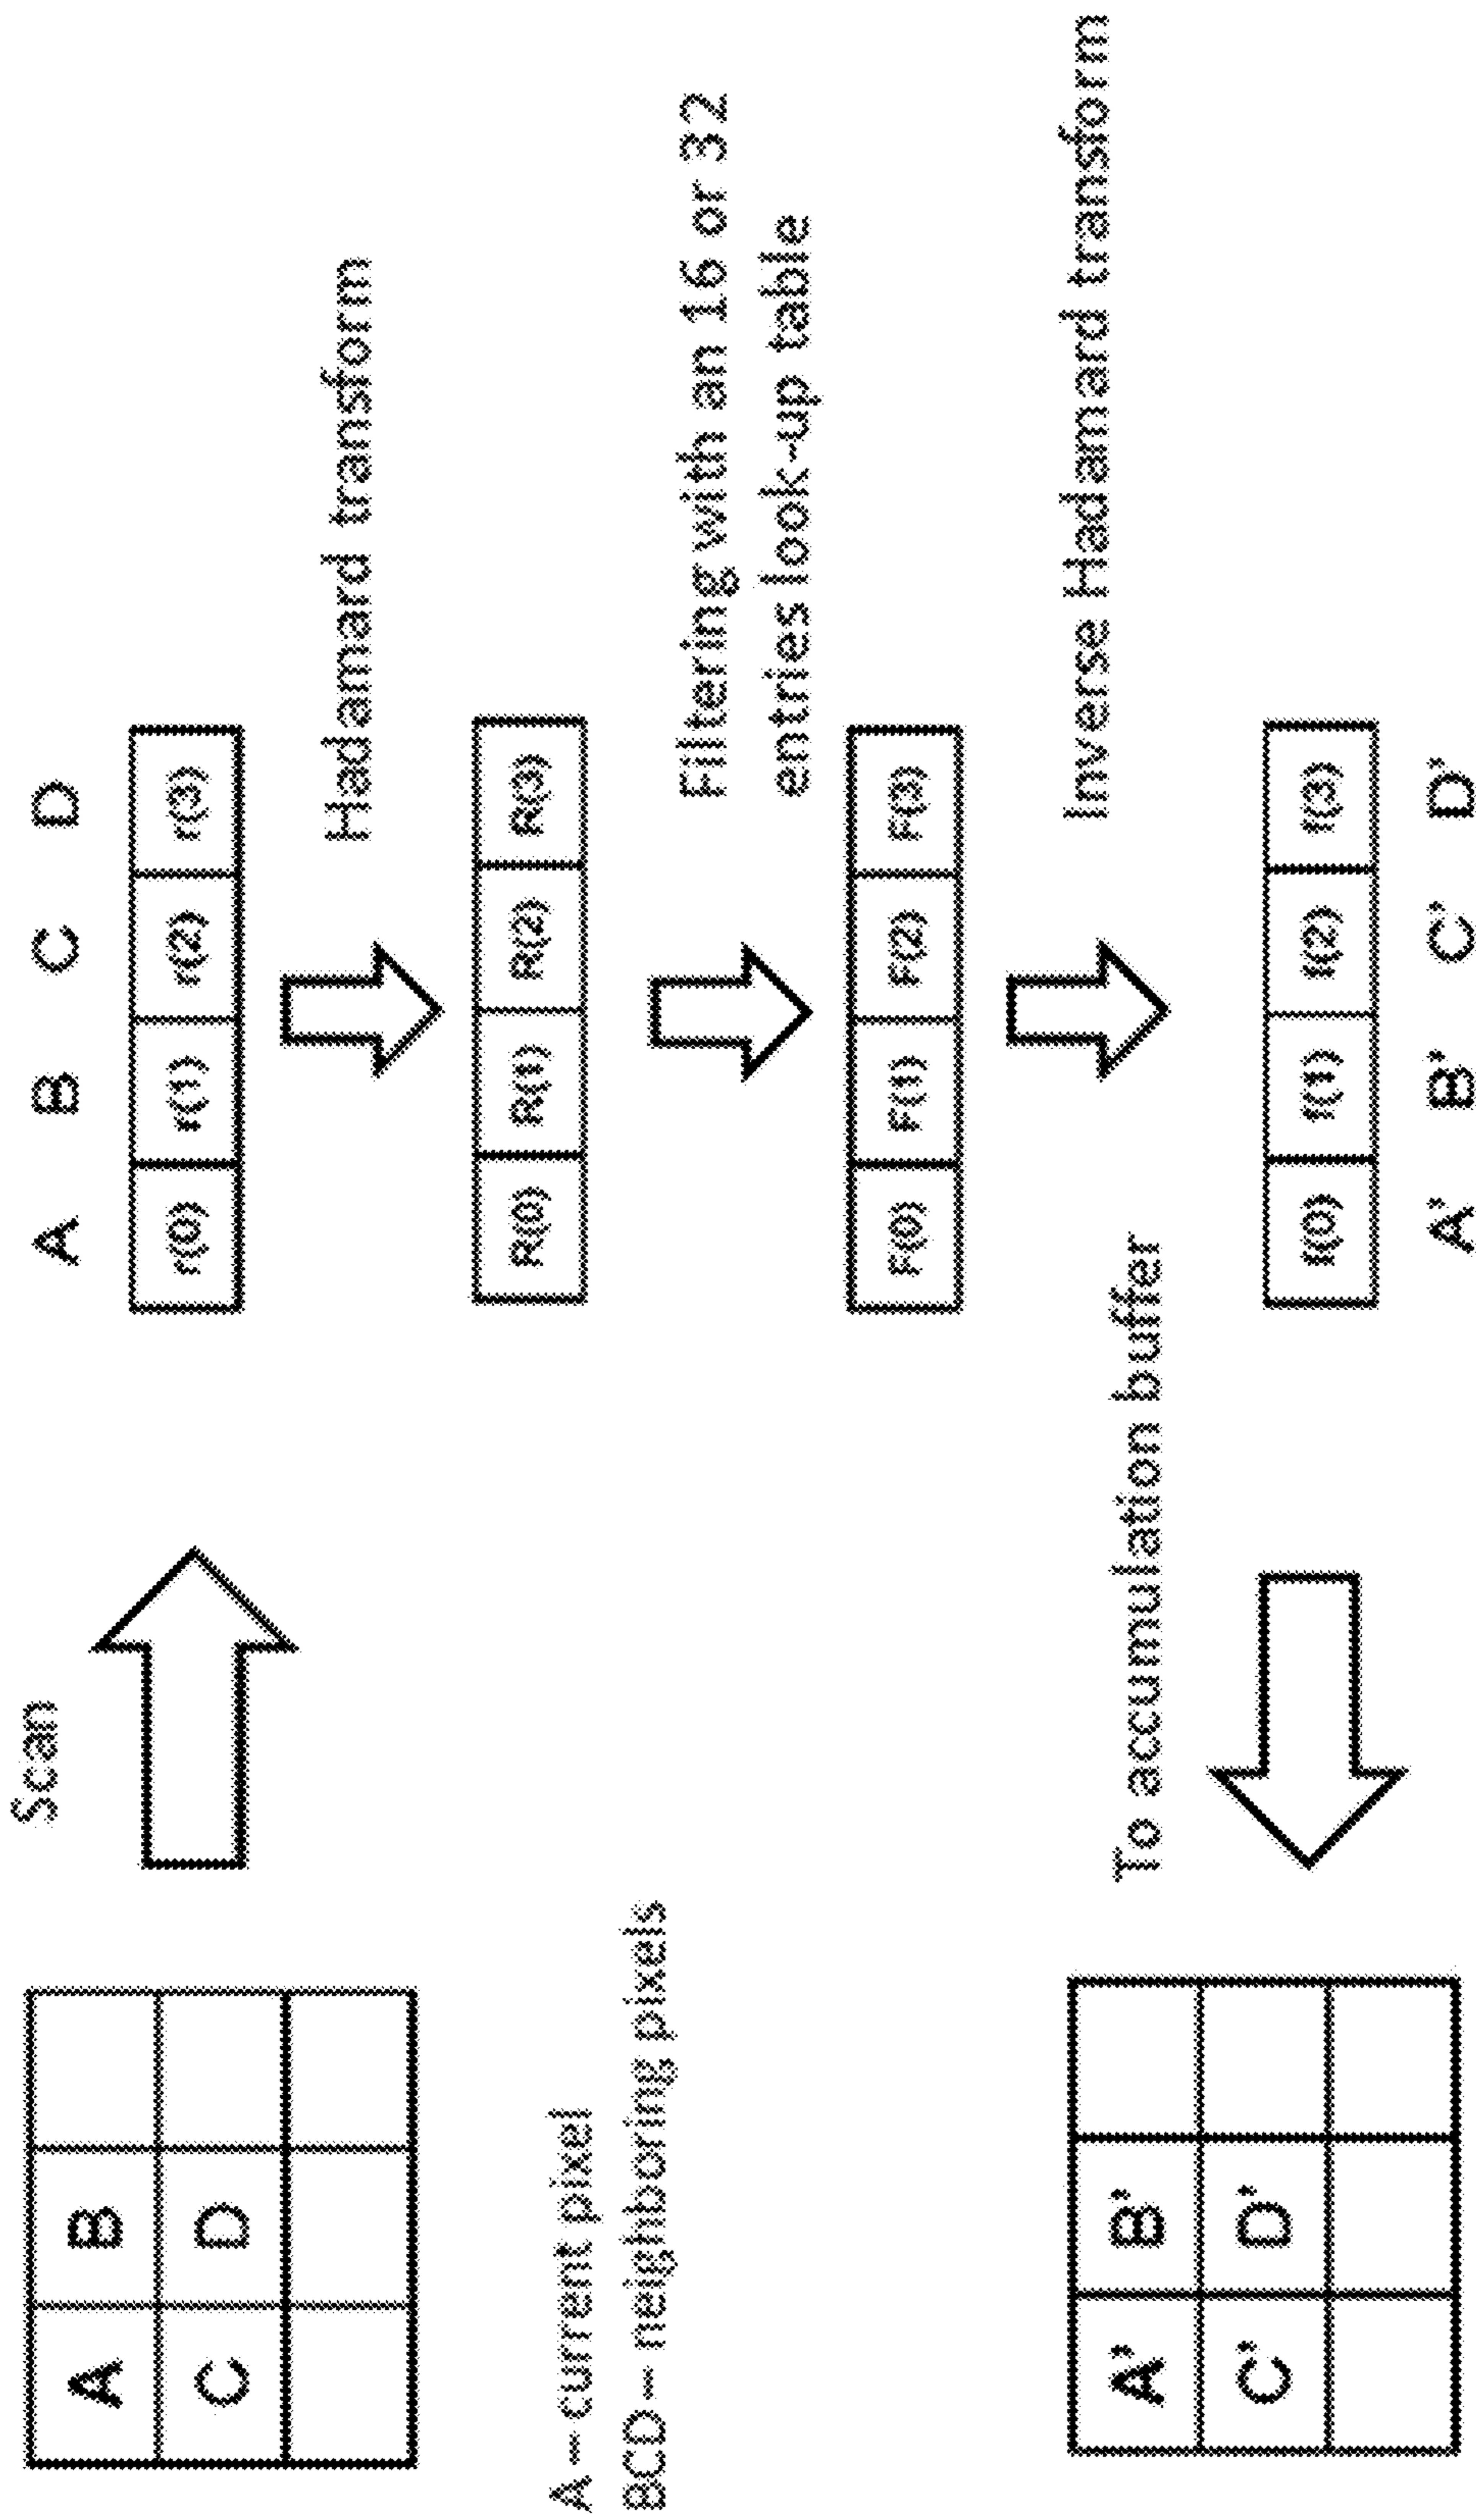 Scan
A B C D
A B
C D
r(0) r(1) r(2) r(3)
Hadamard transform
A – current pixel
BCD – neighboring pixels
R(0) R(1) R(2) R(3)
Filtering with an 16 or 32
entries look-up table
F(0) F(1) F(2) F(3)
Inverse Hadamard transform
To accumulation buffer
A' B'
C' D'
f(0) f(1) f(2) f(3)
A' B' C' D'